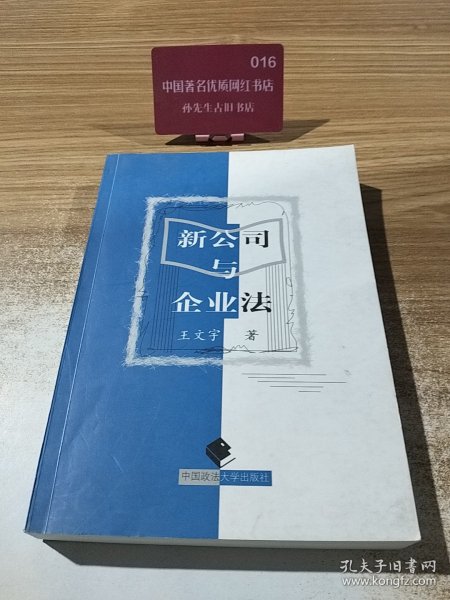 016
中国著名优质网红书店
孙先生古旧书店
新公司
与
企业法
王文宇 著
中国政法大学出版社
孔夫子旧书网
www.kongfz.com